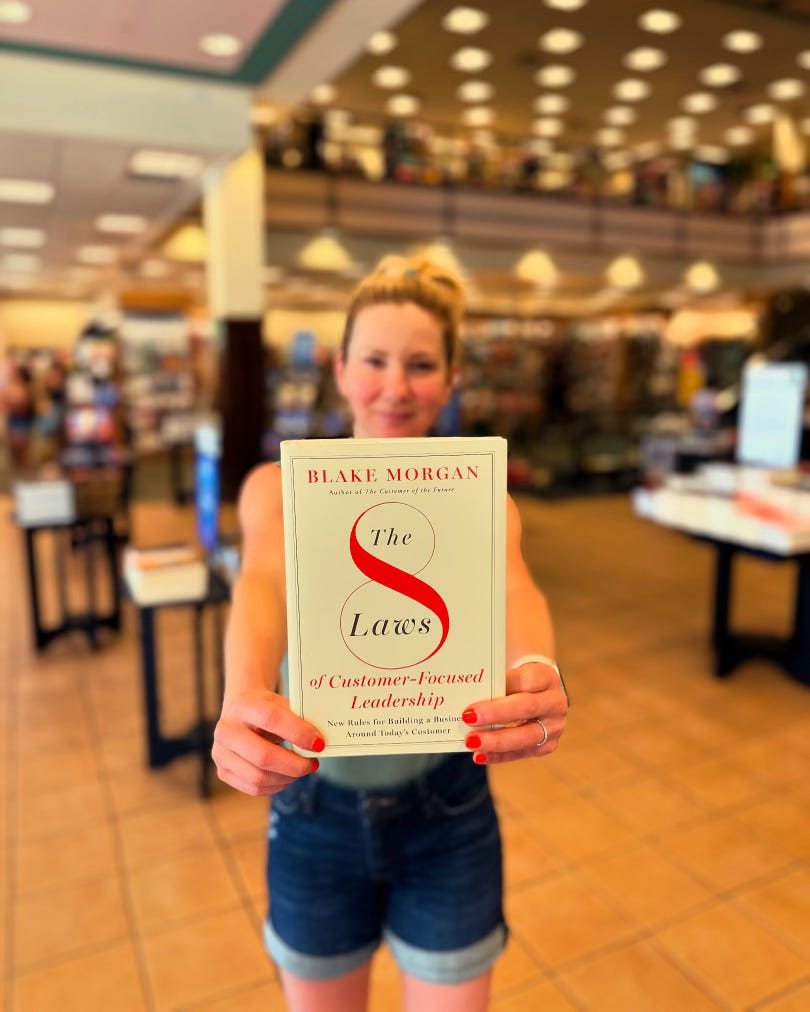 BLAKE MORGAN
Author of The Customer of the Future
The
8
Laws
of Customer-Focused
Leadership
New Rules for Building a
Around Today's Customer